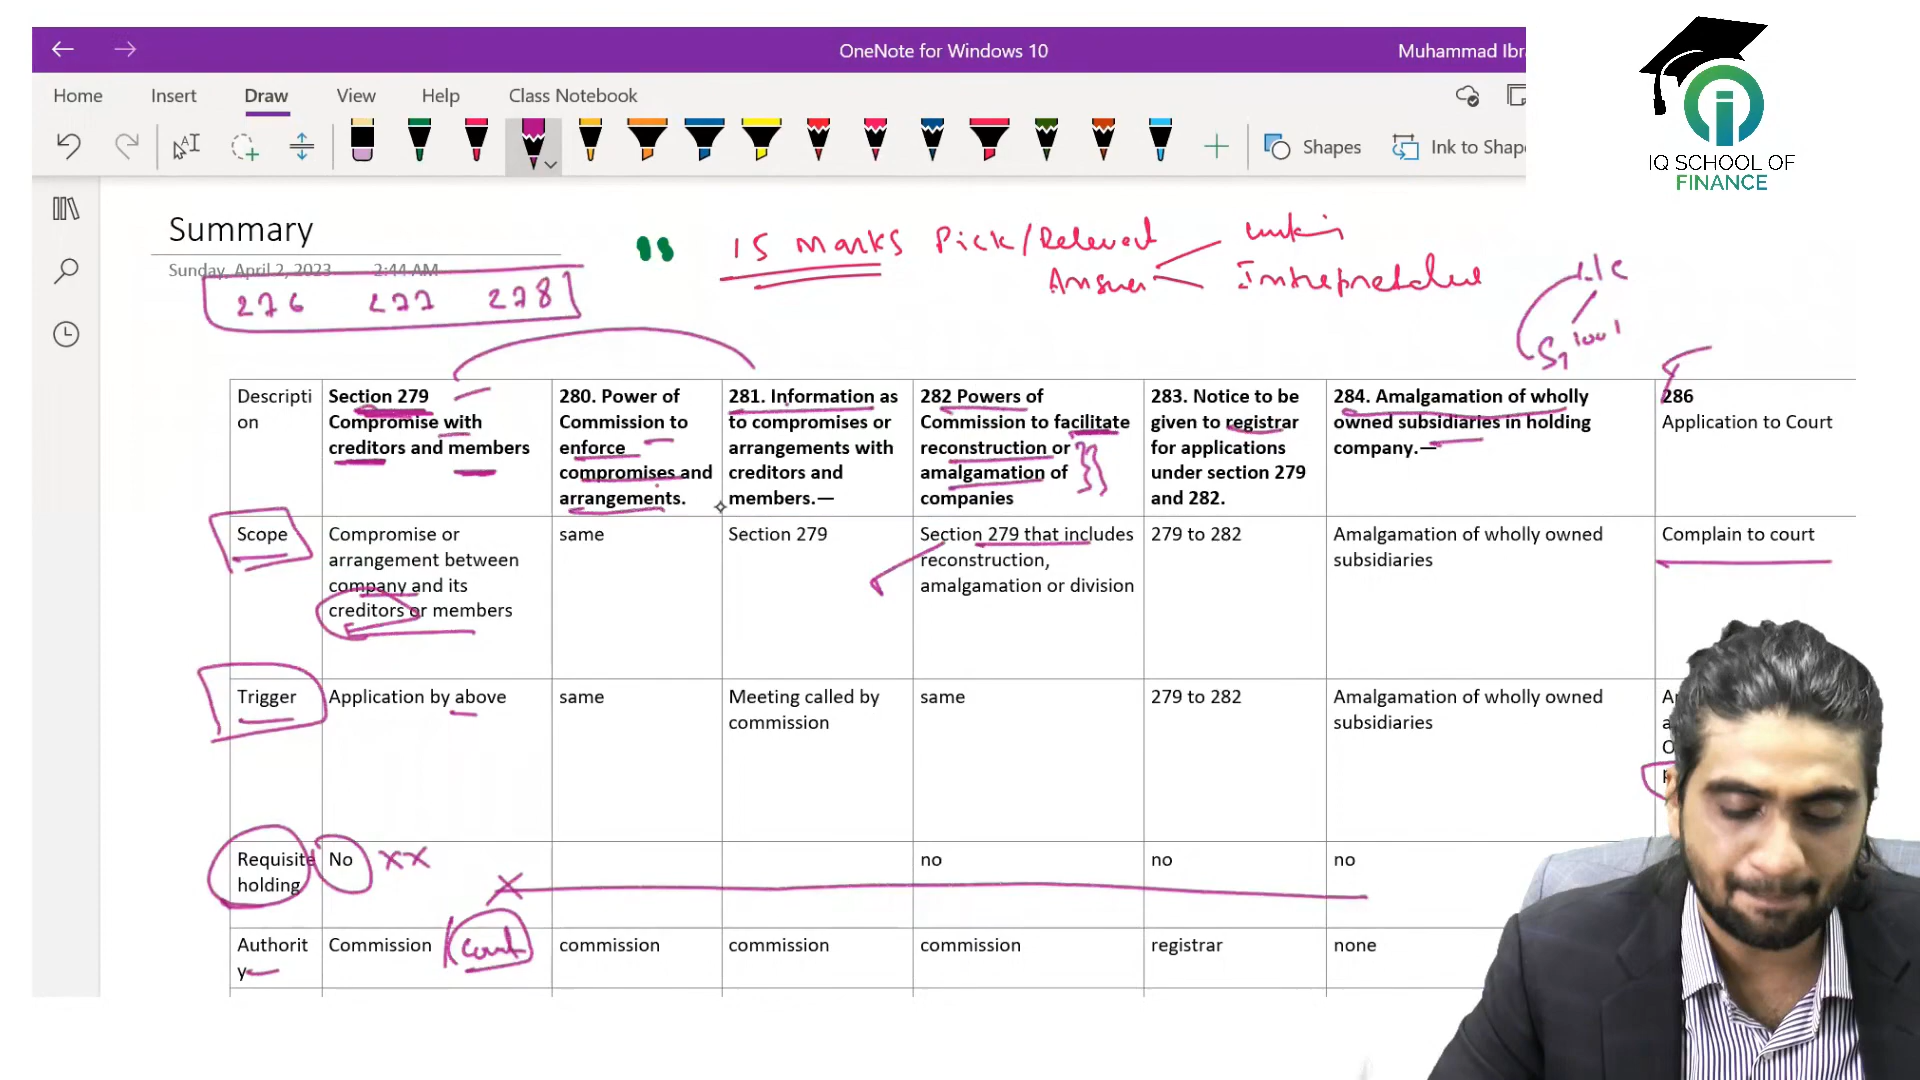 OneNote for Windows 10
Muhammad Ibr
Home Insert Draw View Help Class Notebook
Shapes
Ink to Shap
IQ SCHOOL OF
FINANCE
Summary
Sunday, April 2, 2023 2:44 AM
15 Marks Pick/Relevant
Answer
276 277 278
Descripti
on
Section 279
Compromise with
creditors and members
280. Power of
Commission to
enforce
compromises and
arrangements.
281. Information as
to compromises or
arrangements with
creditors and
members.—
282 Powers of
Commission to facilitate
reconstruction or
amalgamation of
companies
283. Notice to be
given to registrar
for applications
under section 279
and 282.
284. Amalgamation of wholly
owned subsidiaries in holding
company.—
286
Application to Court
Scope
Compromise or
arrangement between
company and its
creditors or members
same
Section 279
Section 279 that includes
reconstruction,
amalgamation or division
279 to 282
Amalgamation of wholly owned
subsidiaries
Complain to court
Trigger
Application by above
same
Meeting called by
commission
same
279 to 282
Amalgamation of wholly owned
subsidiaries
Requisite
holding
No XX
no
no
no
Authorit
y
Commission Court
commission
commission
commission
registrar
none